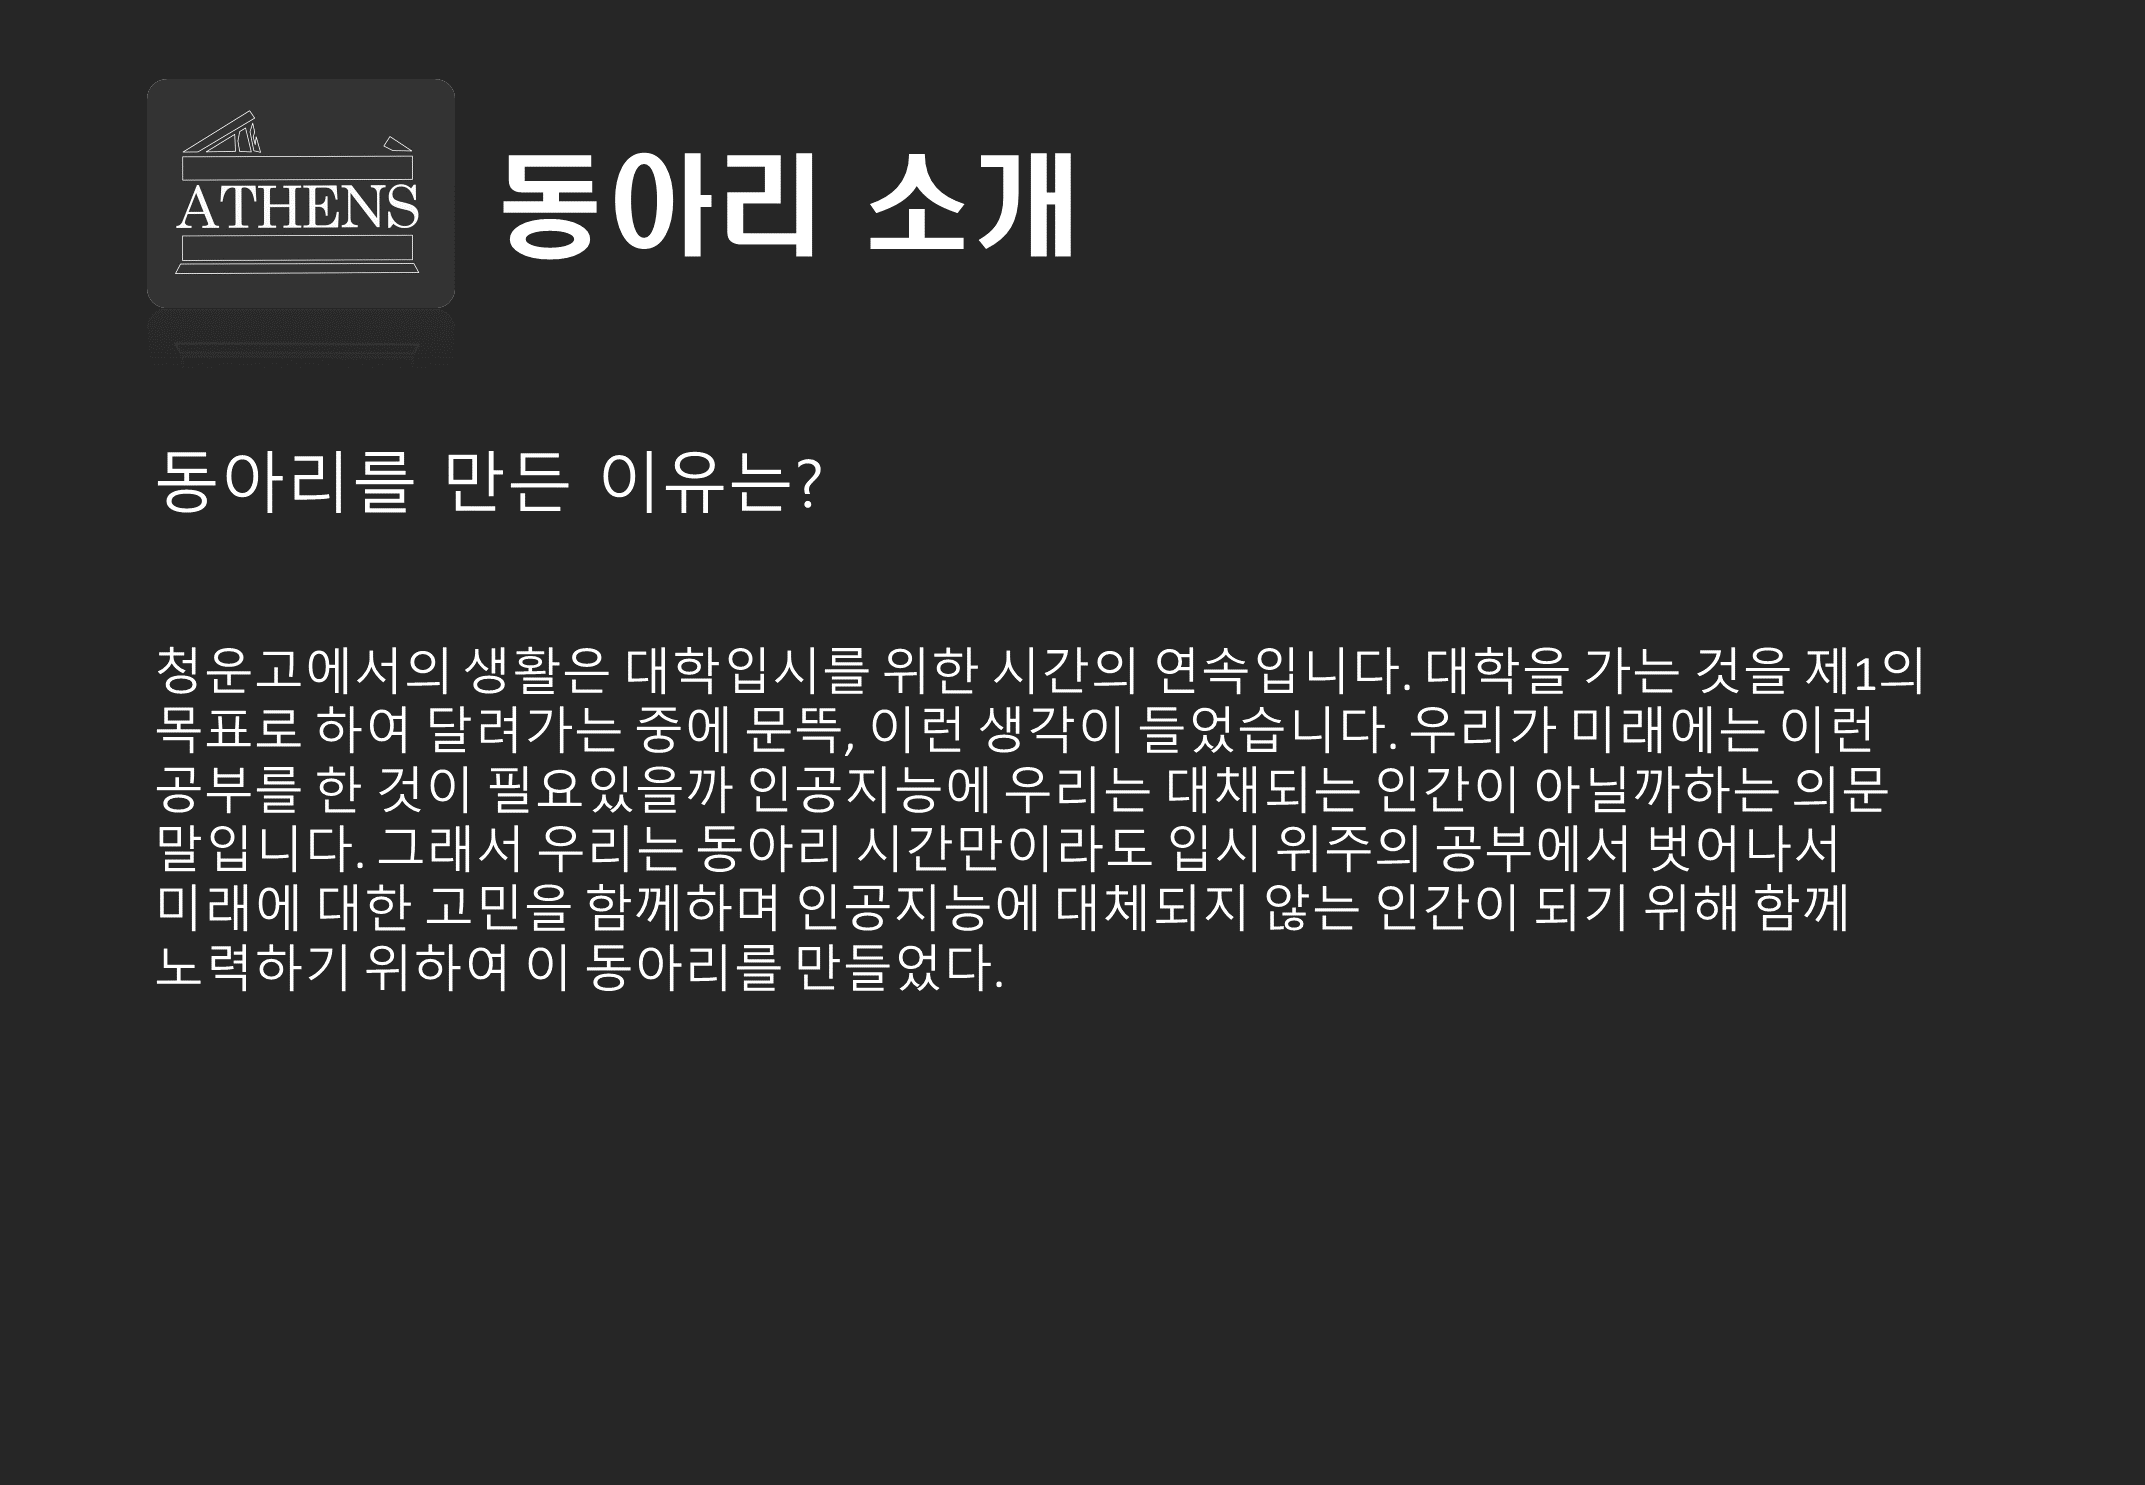 ATHENS
동아리 소개
동아리를 만든 이유는?
청운고에서의 생활은 대학입시를 위한 시간의 연속입니다. 대학을 가는 것을 제1의
목표로 하여 달려가는 중에 문뜩, 이런 생각이 들었습니다. 우리가 미래에는 이런
공부를 한 것이 필요있을까 인공지능에 우리는 대채되는 인간이 아닐까하는 의문
말입니다. 그래서 우리는 동아리 시간만이라도 입시 위주의 공부에서 벗어나서
미래에 대한 고민을 함께하며 인공지능에 대체되지 않는 인간이 되기 위해 함께
노력하기 위하여 이 동아리를 만들었다.